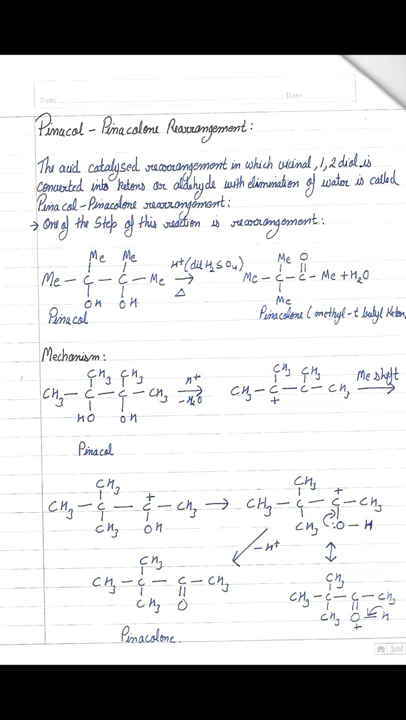 Date
Pinacol - Pinacolone Rearrangement:
The acid catalysed rearrangement in which vicinal, 1, 2 diol is
converted into ketons or aldehyde with elimination of water is called
Pinacol-Pinacolone rearrangement:
→ One of the Step of this reaction is rearrangement:
Me Me H⁺(dil H₂SO₄) Me O
Me - C - C - Me → Me - C - C - Me + H₂O
OH OH Δ Me
Pinacol Pinacolone (methyl-t butyl Keton)
Mechanism:
CH₃ CH₃ H⁺ CH₃ CH₃ Me shift
CH₃ - C - C - CH₃ → CH₃ - C - C - CH₃ →
HO OH -H₂O +
Pinacol
CH₃ + CH₃ +
CH₃ - C - C - CH₃ → CH₃ - C - C - CH₃
CH₃ OH CH₃ :O - H
-H⁺ ↕
CH₃ CH₃
CH₃ - C - C - CH₃ CH₃ - C - C - CH₃
CH₃ O CH₃ O - H
+
Pinacolone